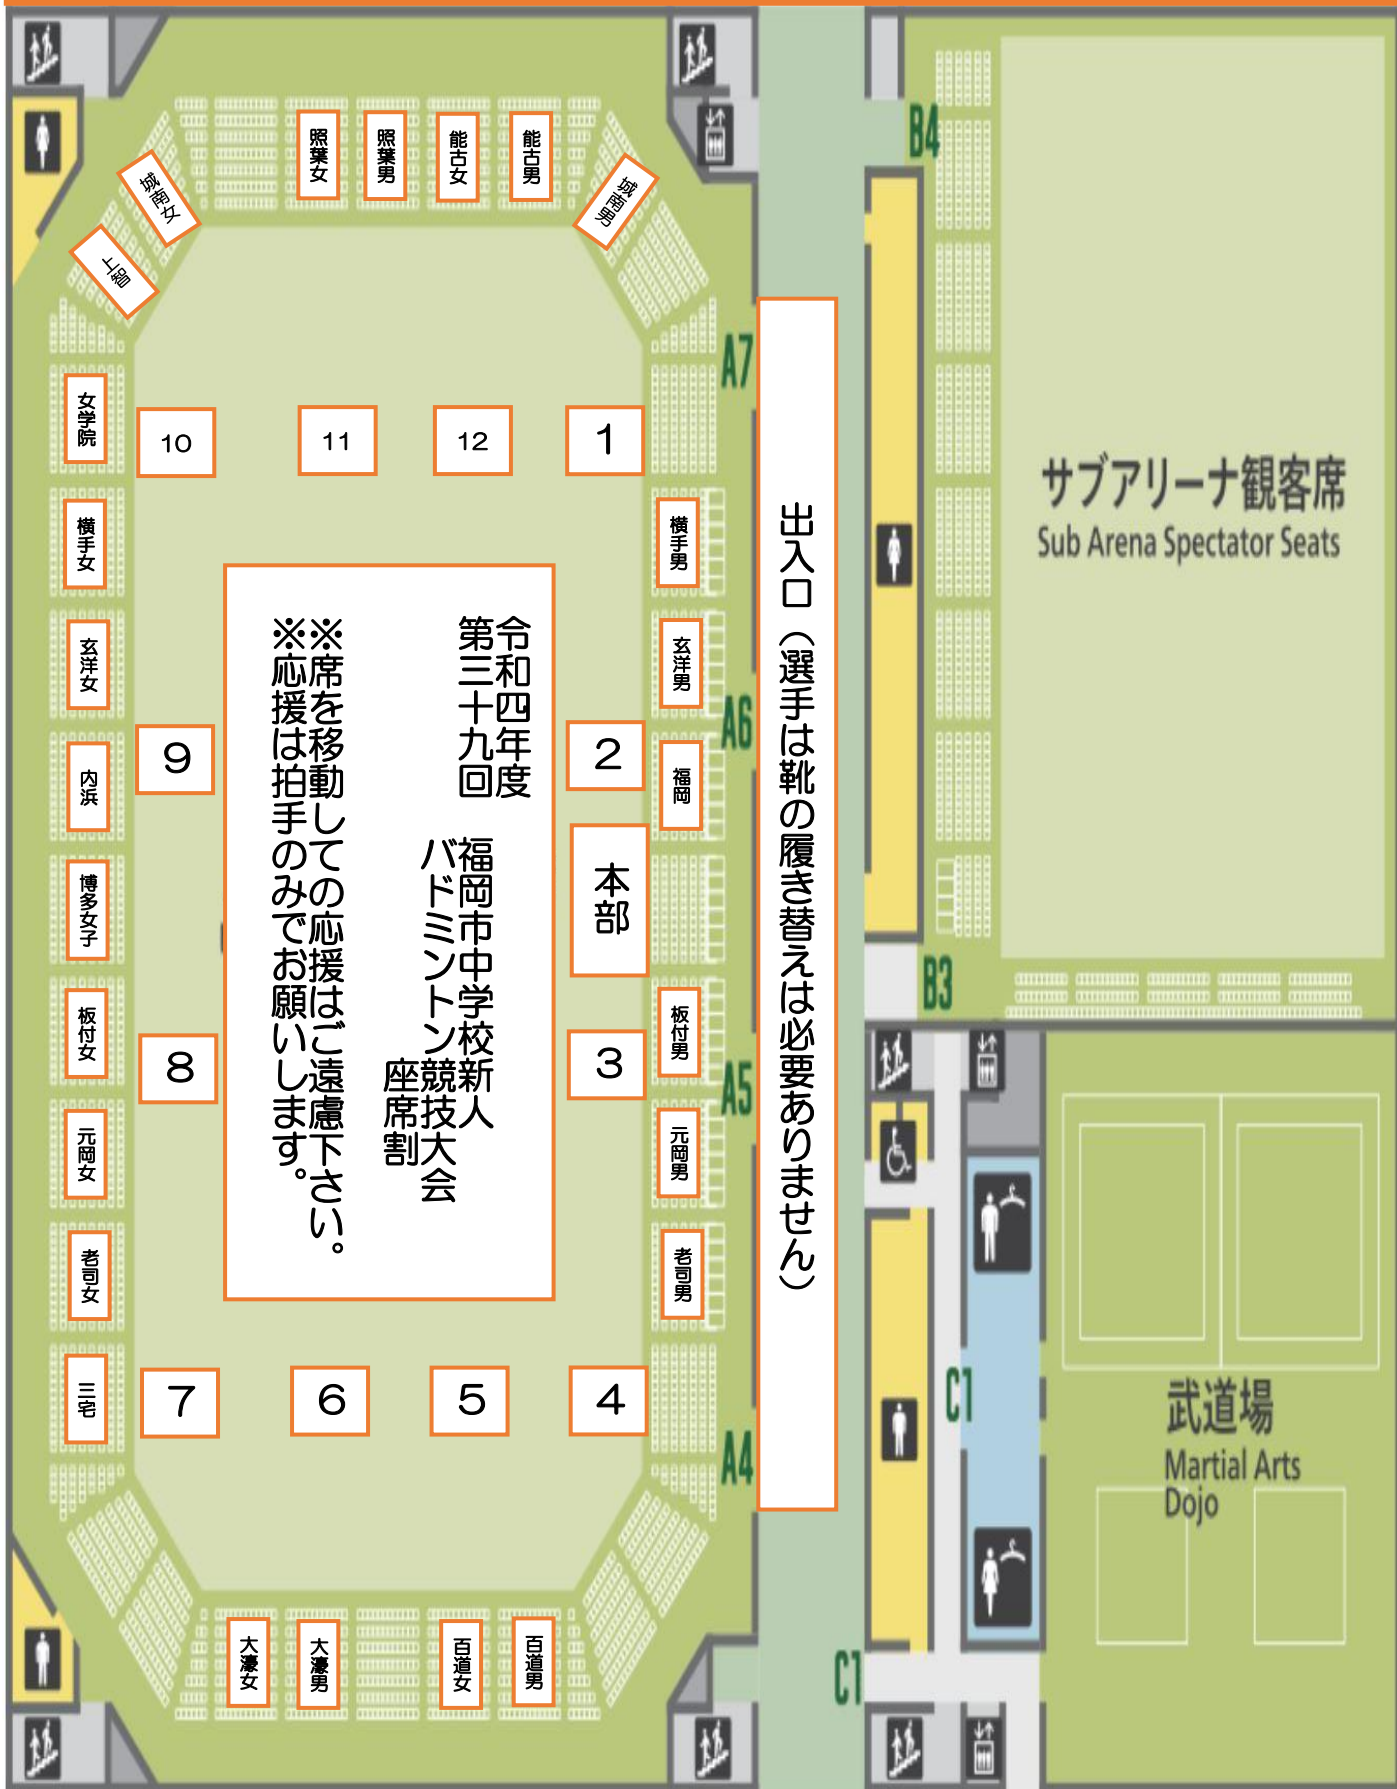 照葉女
照葉男
能古女
能古男
城南女
城南男
上智
B4
A7
女学院
10
11
12
1
サブアリーナ観客席
Sub Arena Spectator Seats
横手女
横手男
出入口（選手は靴の履き替えは必要ありません）
令和四年度
第三十九回　福岡市中学校新人
バドミントン競技大会
座席割
※席を移動しての応援はご遠慮下さい。
※応援は拍手のみでお願いします。
玄洋女
玄洋男
A6
9
2
内浜
福岡
博多女子
本部
B3
板付女
板付男
8
3
A5
元岡女
元岡男
老司女
老司男
三宅
7
6
5
4
A4
C1
武道場
Martial Arts
Dojo
大濠女
大濠男
百道女
百道男
C1